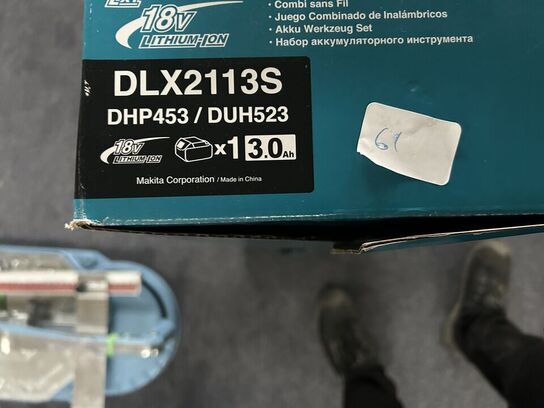 LXT
18V
LITHIUM-ION
• Combi sans Fil
• Juego Combinado de Inalámbricos
• Akku Werkzeug Set
• Набор аккумуляторного инструмента
DLX2113S
DHP453 / DUH523
18V
LITHIUM-ION
x1 3.0Ah
Makita Corporation / Made in China
61